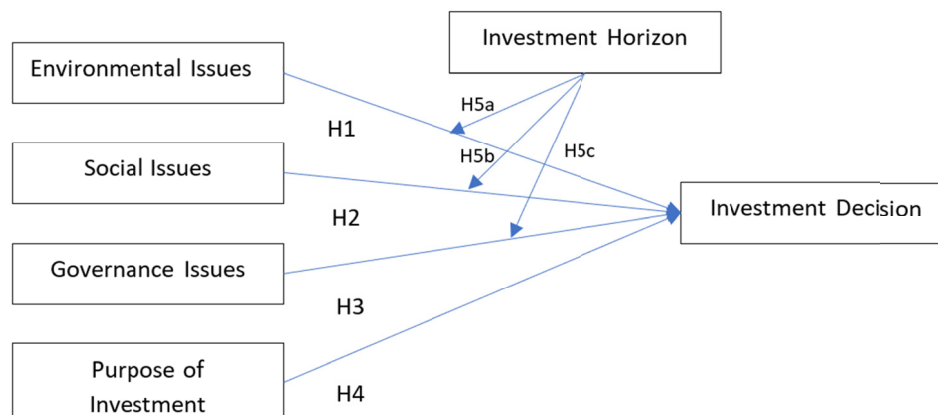 Investment Horizon
Environmental Issues
H5a
H1
H5b
H5c
Social Issues
Investment Decision
H2
Governance Issues
H3
Purpose of
Investment
H4